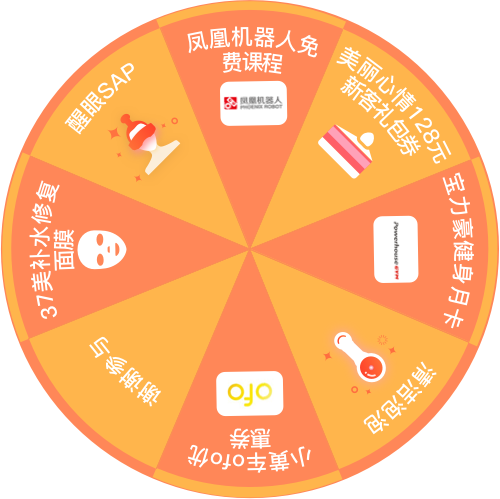 凤凰机器人免
费课程
凤凰机器人
PHOENIX ROBOT
美丽心情128元
新客礼包券
宝力豪健身月卡
Powerhouse GYM
清洁泡泡
小黄车ofo优
惠券
ofo
谢谢参与
37美补水修复
面膜
醒眼SAP